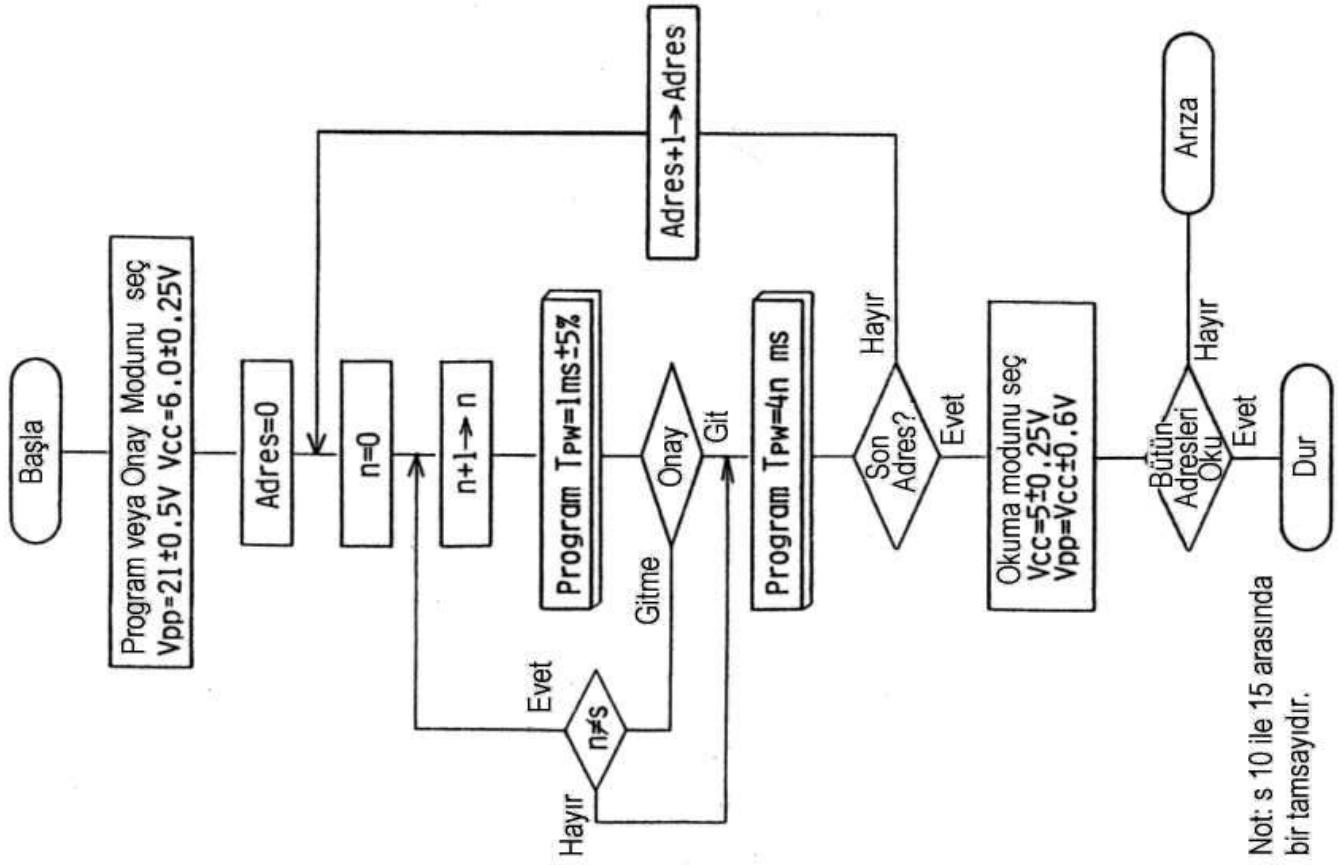 Başla
Program veya Onay Modunu seç
Vpp=21±0.5V Vcc=6.0±0.25V
Adres=0
n=0
n+1→n
Program Tpw=1ms±5%
Onay
Gitme
Git
n≠s
Evet
Hayır
Program Tpw=4n ms
Adres+1→Adres
Son
Adres?
Hayır
Evet
Okuma modunu seç
Vcc=5±0.25V
Vpp=Vcc±0.6V
Bütün
Adresleri
Oku
Hayır
Evet
Arıza
Dur
Not: s 10 ile 15 arasında
bir tamsayıdır.